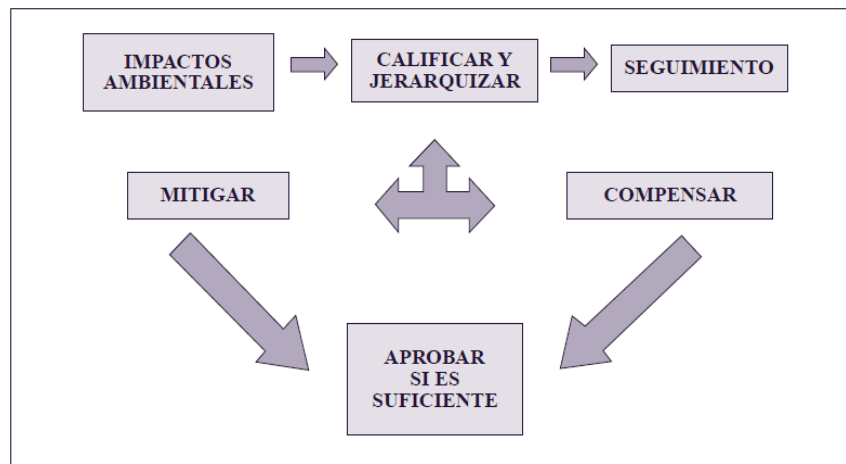 IMPACTOS
AMBIENTALES
CALIFICAR Y
JERARQUIZAR
SEGUIMIENTO
MITIGAR
COMPENSAR
APROBAR
SI ES
SUFICIENTE